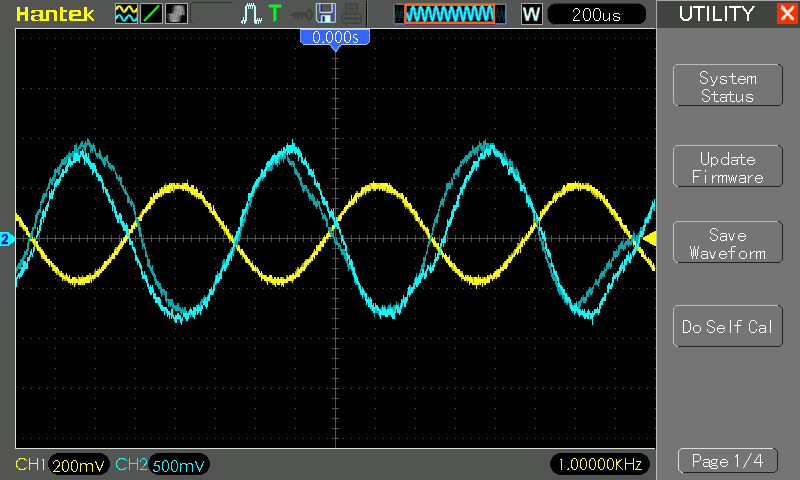 Hantek
T
W
200us
UTILITY
0.000s
System
Status
Update
Firmware
Save
Waveform
Do Self Cal
2
CH1 200mV CH2 500mV
1.00000KHz
Page 1/4